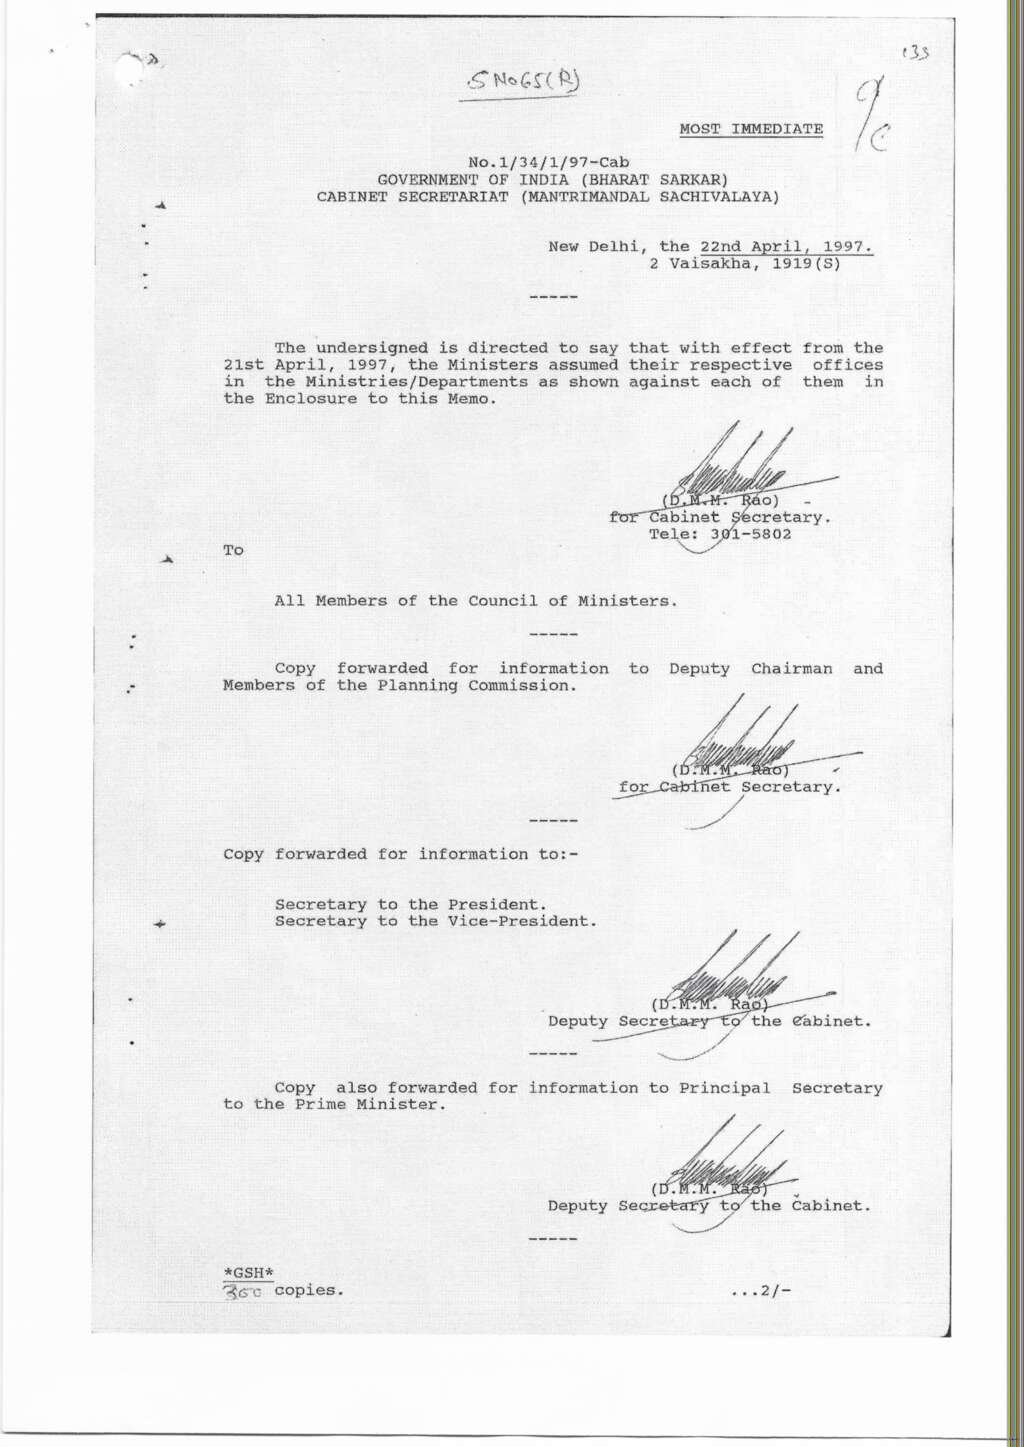 133
S No 65(R)
MOST IMMEDIATE
No.1/34/1/97-Cab
GOVERNMENT OF INDIA (BHARAT SARKAR)
CABINET SECRETARIAT (MANTRIMANDAL SACHIVALAYA)
New Delhi, the 22nd April, 1997.
2 Vaisakha, 1919(S)
-----
The undersigned is directed to say that with effect from the
21st April, 1997, the Ministers assumed their respective offices
in the Ministries/Departments as shown against each of them in
the Enclosure to this Memo.
(D.M.M. Rao)
for Cabinet Secretary.
Tele: 301-5802
To
All Members of the Council of Ministers.
-----
Copy forwarded for information to Deputy Chairman and
Members of the Planning Commission.
(D.M.M. Rao)
for Cabinet Secretary.
-----
Copy forwarded for information to:-
Secretary to the President.
Secretary to the Vice-President.
(D.M.M. Rao)
Deputy Secretary to the Cabinet.
-----
Copy also forwarded for information to Principal Secretary
to the Prime Minister.
(D.M.M. Rao)
Deputy Secretary to the Cabinet.
-----
*GSH*
300 copies.
...2/-